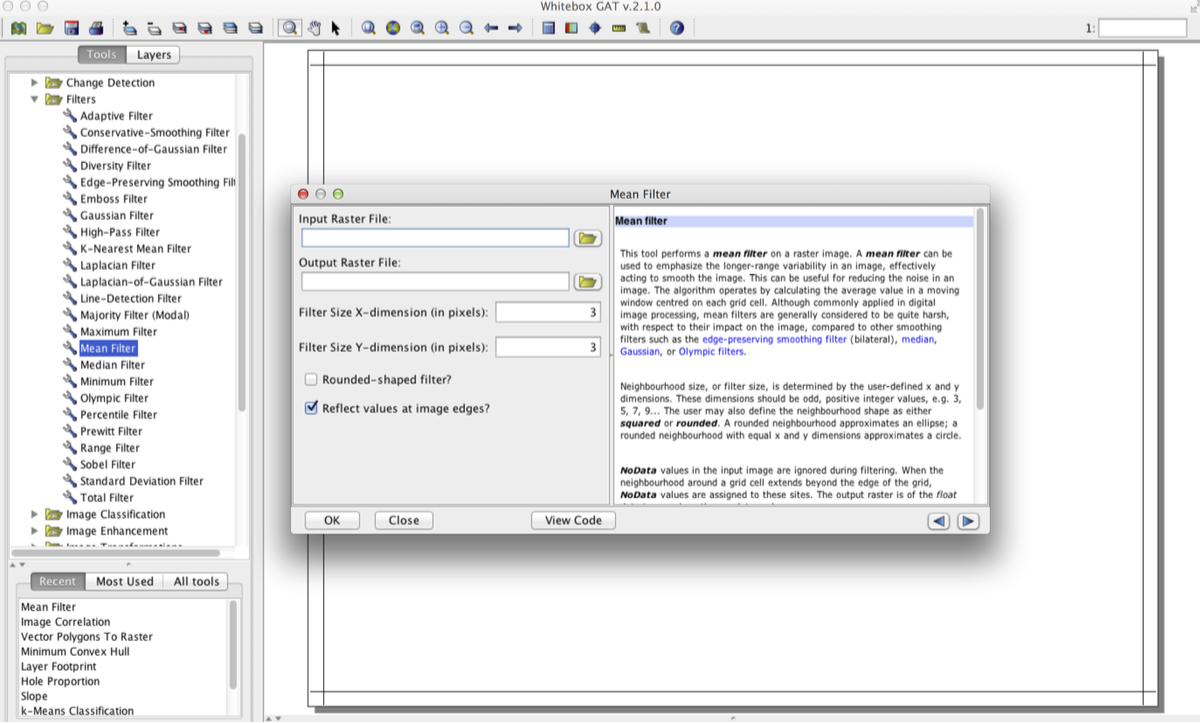 Whitebox GAT v.2.1.0
1:
Tools
Layers
Change Detection
Filters
Adaptive Filter
Conservative-Smoothing Filter
Difference-of-Gaussian Filter
Diversity Filter
Edge-Preserving Smoothing Filt
Emboss Filter
Gaussian Filter
High-Pass Filter
K-Nearest Mean Filter
Laplacian Filter
Laplacian-of-Gaussian Filter
Line-Detection Filter
Majority Filter (Modal)
Maximum Filter
Mean Filter
Median Filter
Minimum Filter
Olympic Filter
Percentile Filter
Prewitt Filter
Range Filter
Sobel Filter
Standard Deviation Filter
Total Filter
Image Classification
Image Enhancement
Recent
Most Used
All tools
Mean Filter
Image Correlation
Vector Polygons To Raster
Minimum Convex Hull
Layer Footprint
Hole Proportion
Slope
k-Means Classification
Mean Filter
Input Raster File:
Output Raster File:
Filter Size X-dimension (in pixels): 3
Filter Size Y-dimension (in pixels): 3
Rounded-shaped filter?
Reflect values at image edges?
Mean filter
This tool performs a mean filter on a raster image. A mean filter can be
used to emphasize the longer-range variability in an image, effectively
acting to smooth the image. This can be useful for reducing the noise in an
image. The algorithm operates by calculating the average value in a moving
window centred on each grid cell. Although commonly applied in digital
image processing, mean filters are generally considered to be quite harsh,
with respect to their impact on the image, compared to other smoothing
filters such as the edge-preserving smoothing filter (bilateral), median,
Gaussian, or Olympic filters.
Neighbourhood size, or filter size, is determined by the user-defined x and y
dimensions. These dimensions should be odd, positive integer values, e.g. 3,
5, 7, 9... The user may also define the neighbourhood shape as either
squared or rounded. A rounded neighbourhood approximates an ellipse; a
rounded neighbourhood with equal x and y dimensions approximates a circle.
NoData values in the input image are ignored during filtering. When the
neighbourhood around a grid cell extends beyond the edge of the grid,
NoData values are assigned to these sites. The output raster is of the float
OK
Close
View Code